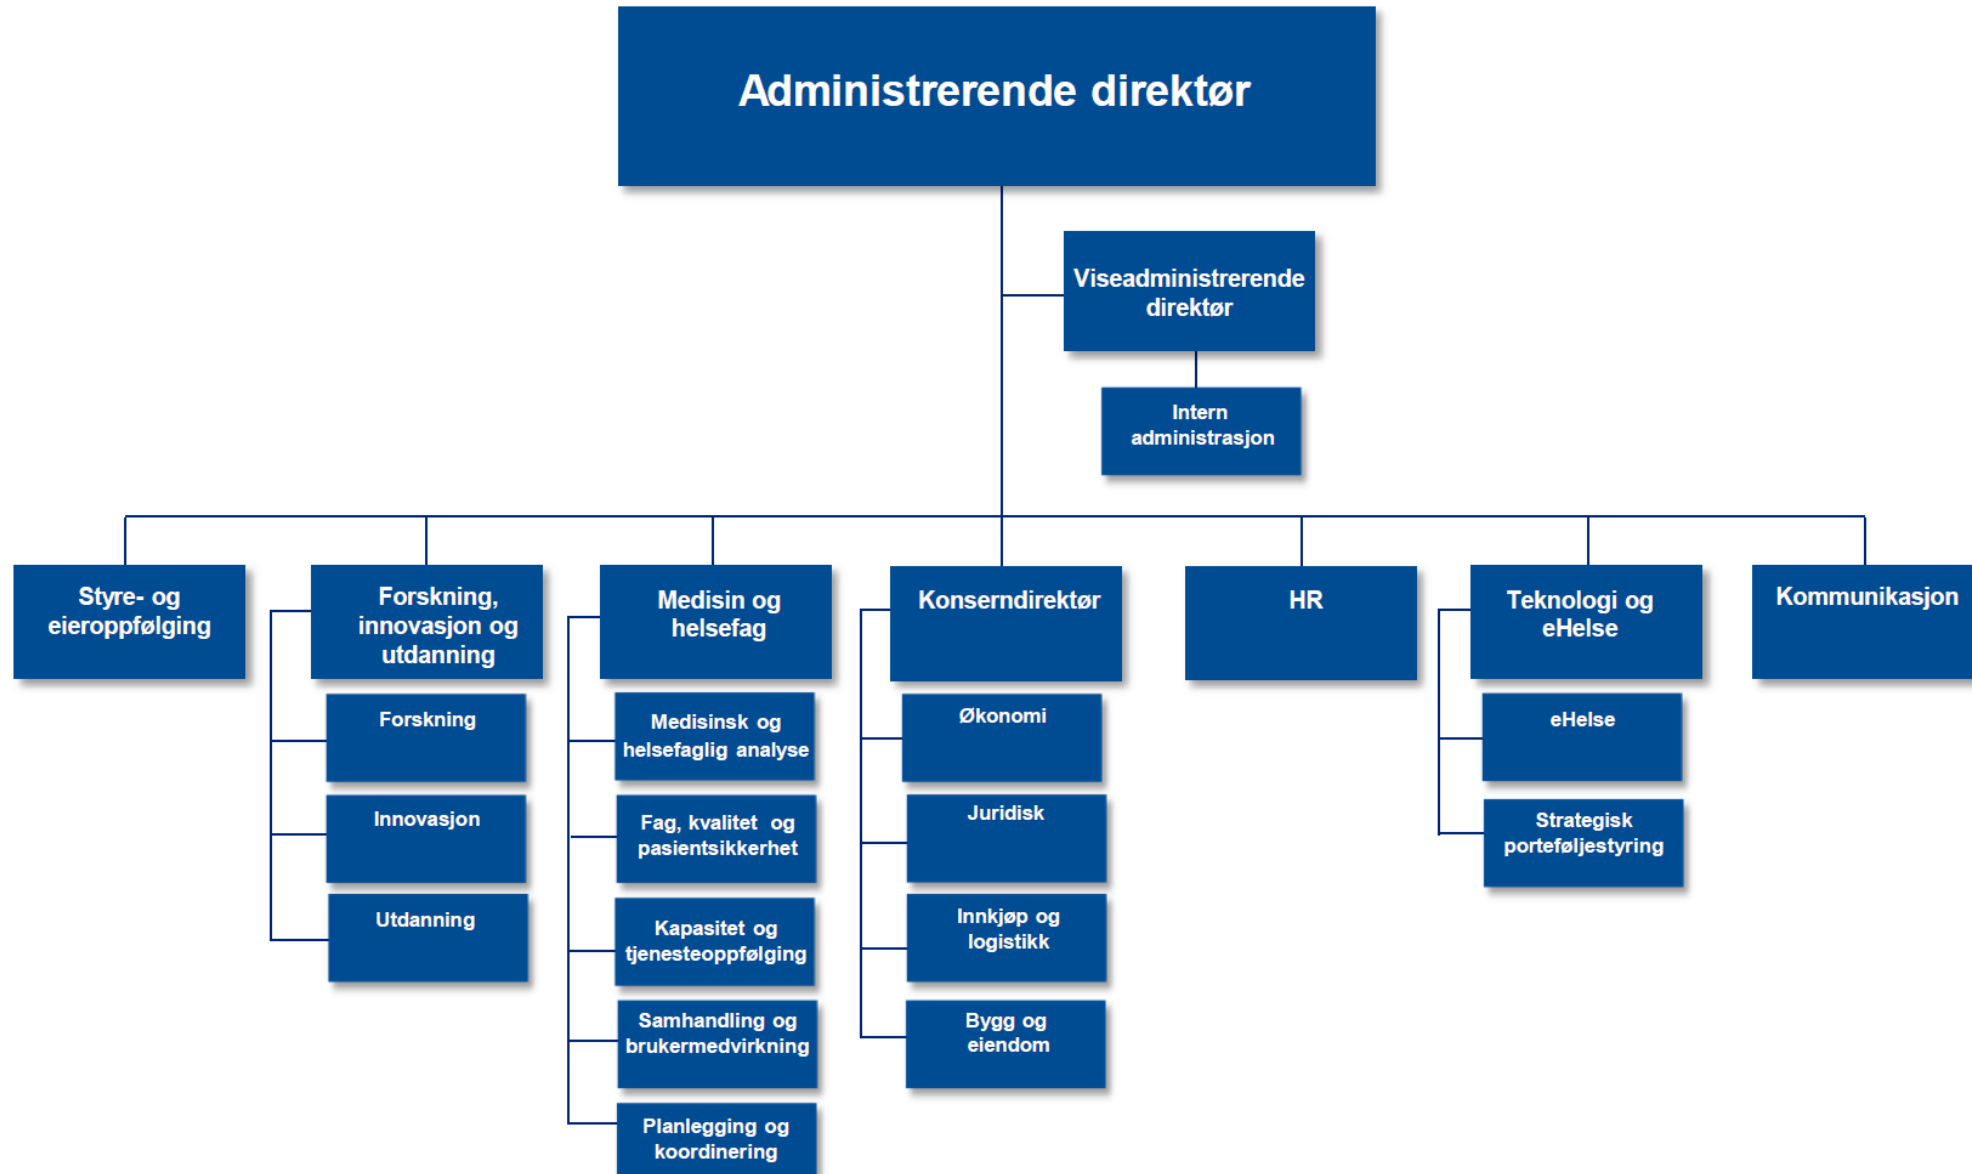 Administrerende direktør
Viseadministrerende
direktør
Intern
administrasjon
Styre- og
eieroppfølging
Forskning,
innovasjon og
utdanning
Forskning
Innovasjon
Utdanning
Medisin og
helsefag
Medisinsk og
helsefaglig analyse
Fag, kvalitet og
pasientsikkerhet
Kapasitet og
tjenesteoppfølging
Samhandling og
brukermedvirkning
Planlegging og
koordinering
Konserndirektør
Økonomi
Juridisk
Innkjøp og
logistikk
Bygg og
eiendom
HR
Teknologi og
eHelse
eHelse
Strategisk
porteføljestyring
Kommunikasjon